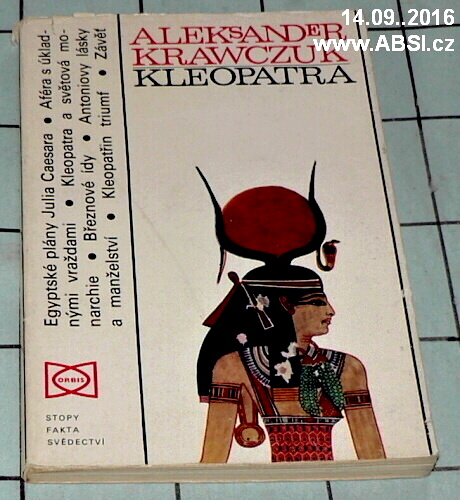 14.09..2016
www.ABSI.cz
ALEKSANDER
KRAWCZUK
KLEOPATRA
Egyptské plány Julia Caesara • Aféra s úklad-
nými vraždami • Kleopatra a světová mo-
narchie • Březnové idy • Antoniovy lásky
a manželství • Kleopatřin triumf • Závěť
ORBIS
STOPY
FAKTA
SVĚDECTVÍ